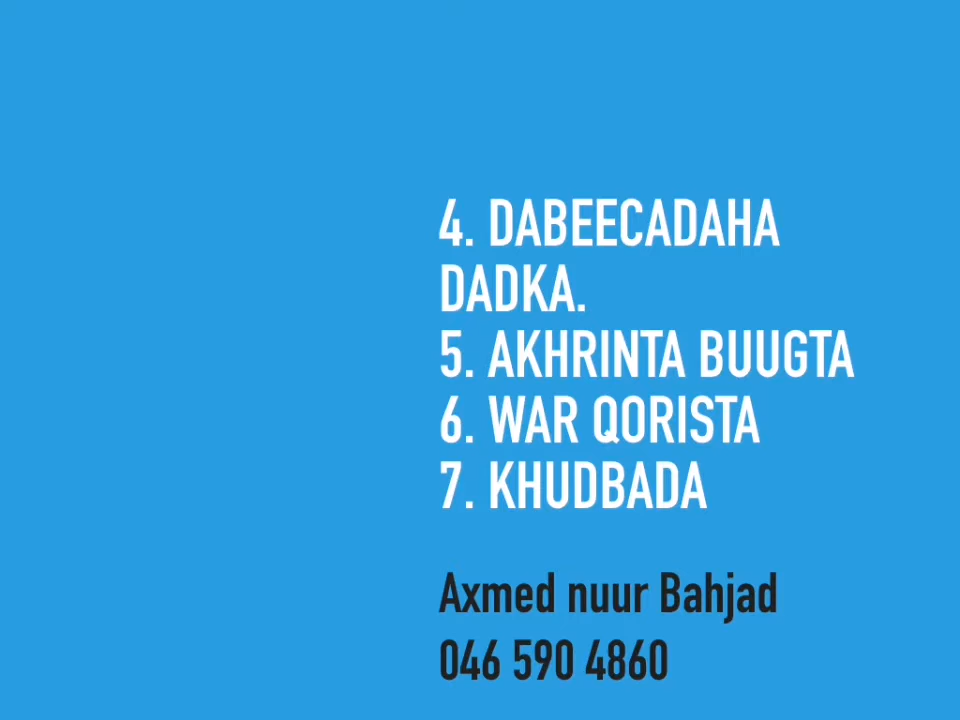 4. DABEECADAHA
DADKA.
5. AKHRINTA BUUGTA
6. WAR QORISTA
7. KHUDBADA
Axmed nuur Bahjad
046 590 4860